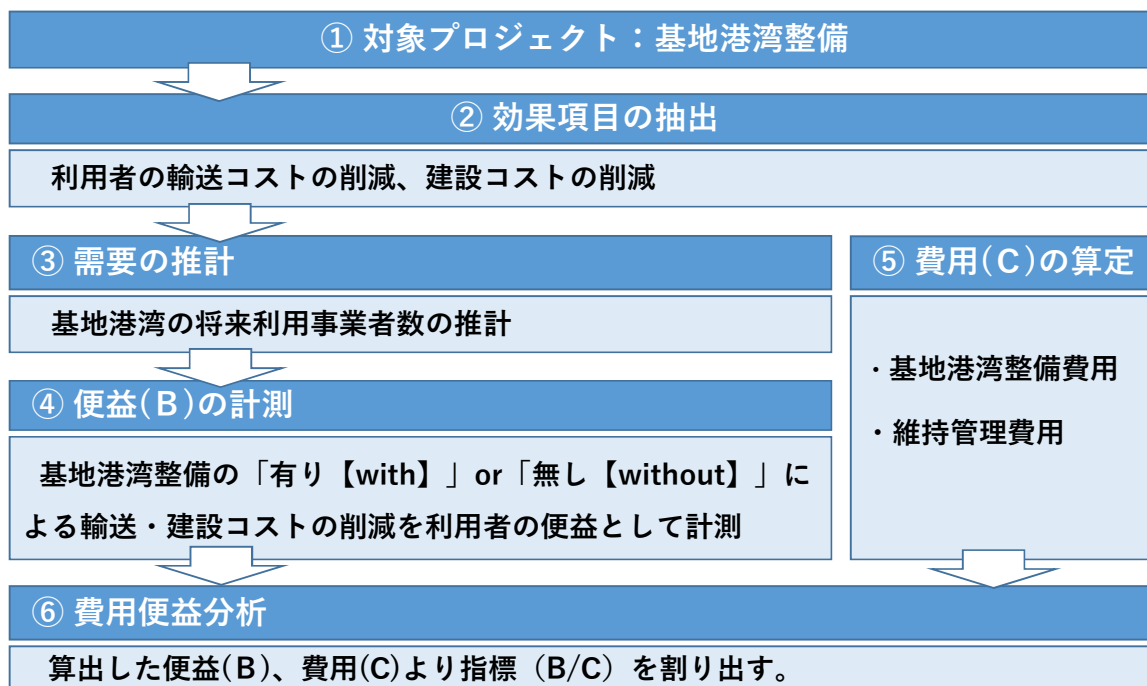 ① 対象プロジェクト：基地港湾整備
② 効果項目の抽出
利用者の輸送コストの削減、建設コストの削減
③ 需要の推計
基地港湾の将来利用事業者数の推計
④ 便益(B)の計測
基地港湾整備の「有り【with】」or「無し【without】」に
よる輸送・建設コストの削減を利用者の便益として計測
⑤ 費用(C)の算定
・基地港湾整備費用
・維持管理費用
⑥ 費用便益分析
算出した便益(B)、費用(C)より指標（B/C）を割り出す。